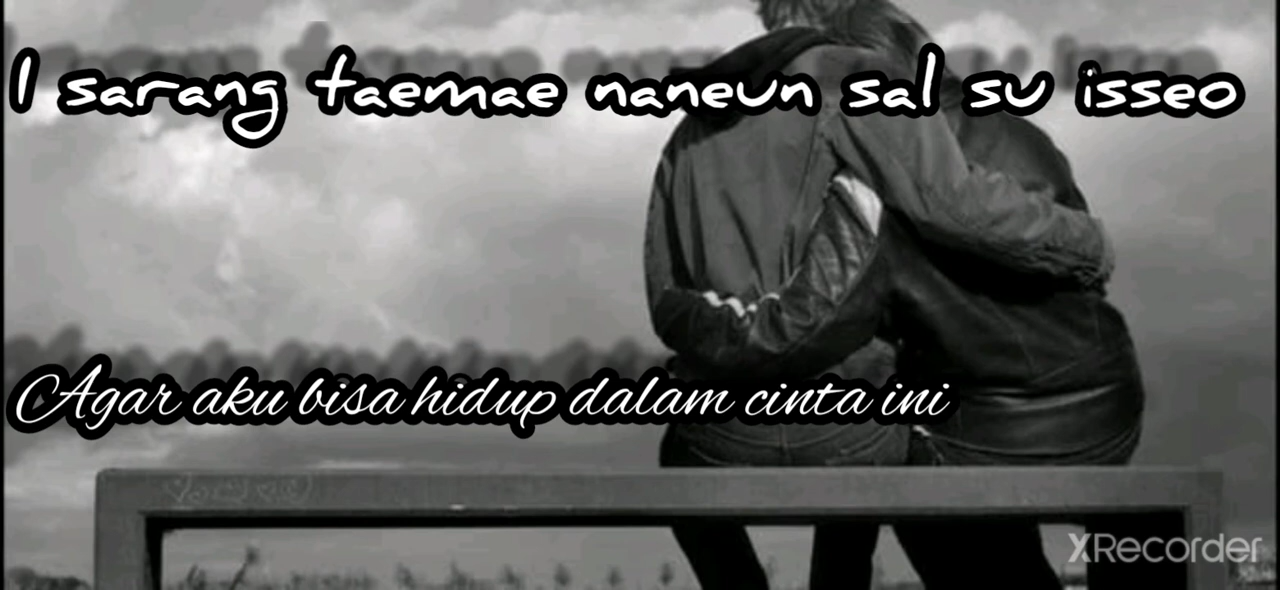 I sarang taemae naneun sal su isseo
Agar aku bisa hidup dalam cinta ini
XRecorder